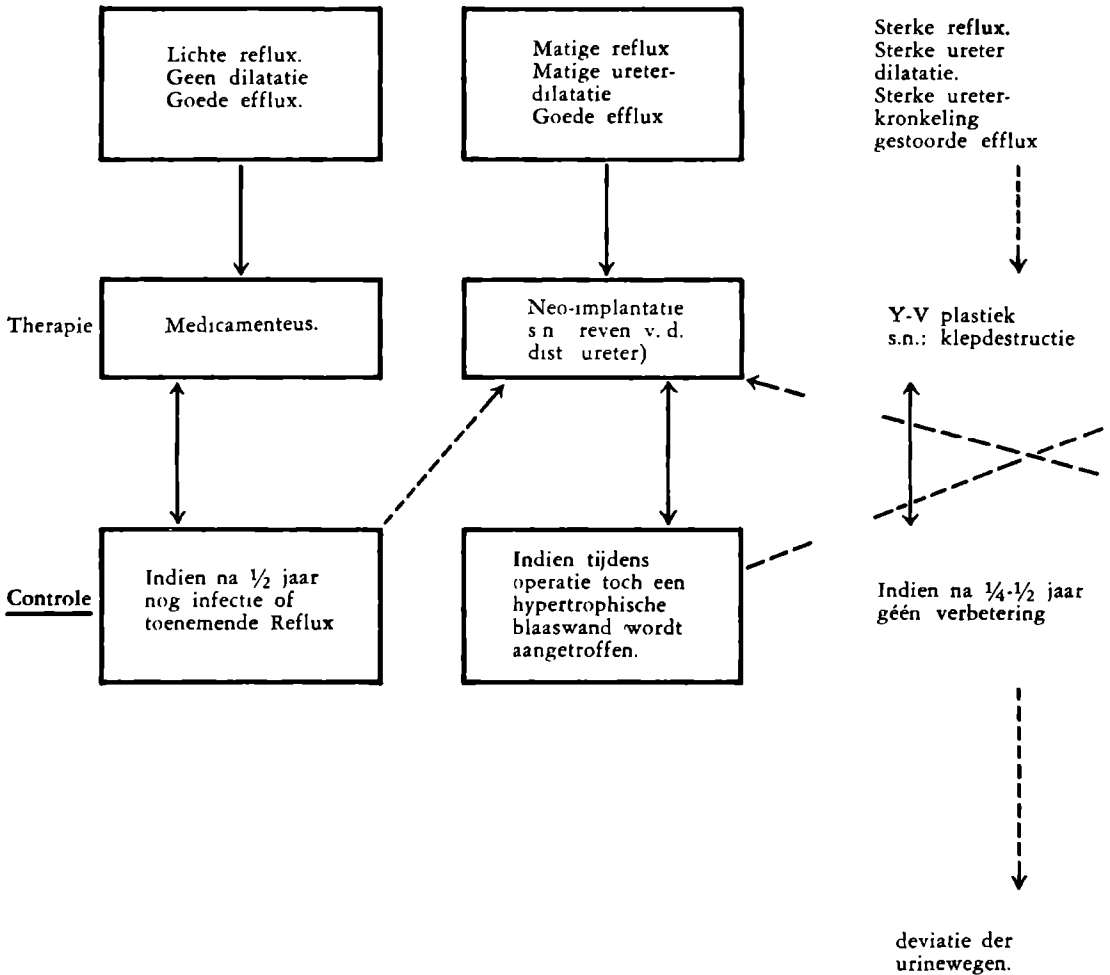 Lichte reflux.
Geen dilatatie
Goede efflux.
Matige reflux
Matige ureter-
dılatatie
Goede efflux
Sterke reflux.
Sterke ureter
dilatatie.
Sterke ureter-
kronkeling
gestoorde efflux
Therapie
Medicamenteus.
Neo-implantatie
s n reven v. d.
dist ureter)
Y-V plastiek
s.n.: klepdestructie
Controle
Indien na ½ jaar
nog infectie of
toenemende Reflux
Indien tijdens
operatie toch een
hypertrophische
blaaswand wordt
aangetroffen.
Indien na ¼-½ jaar
géén verbetering
deviatie der
urinewegen.